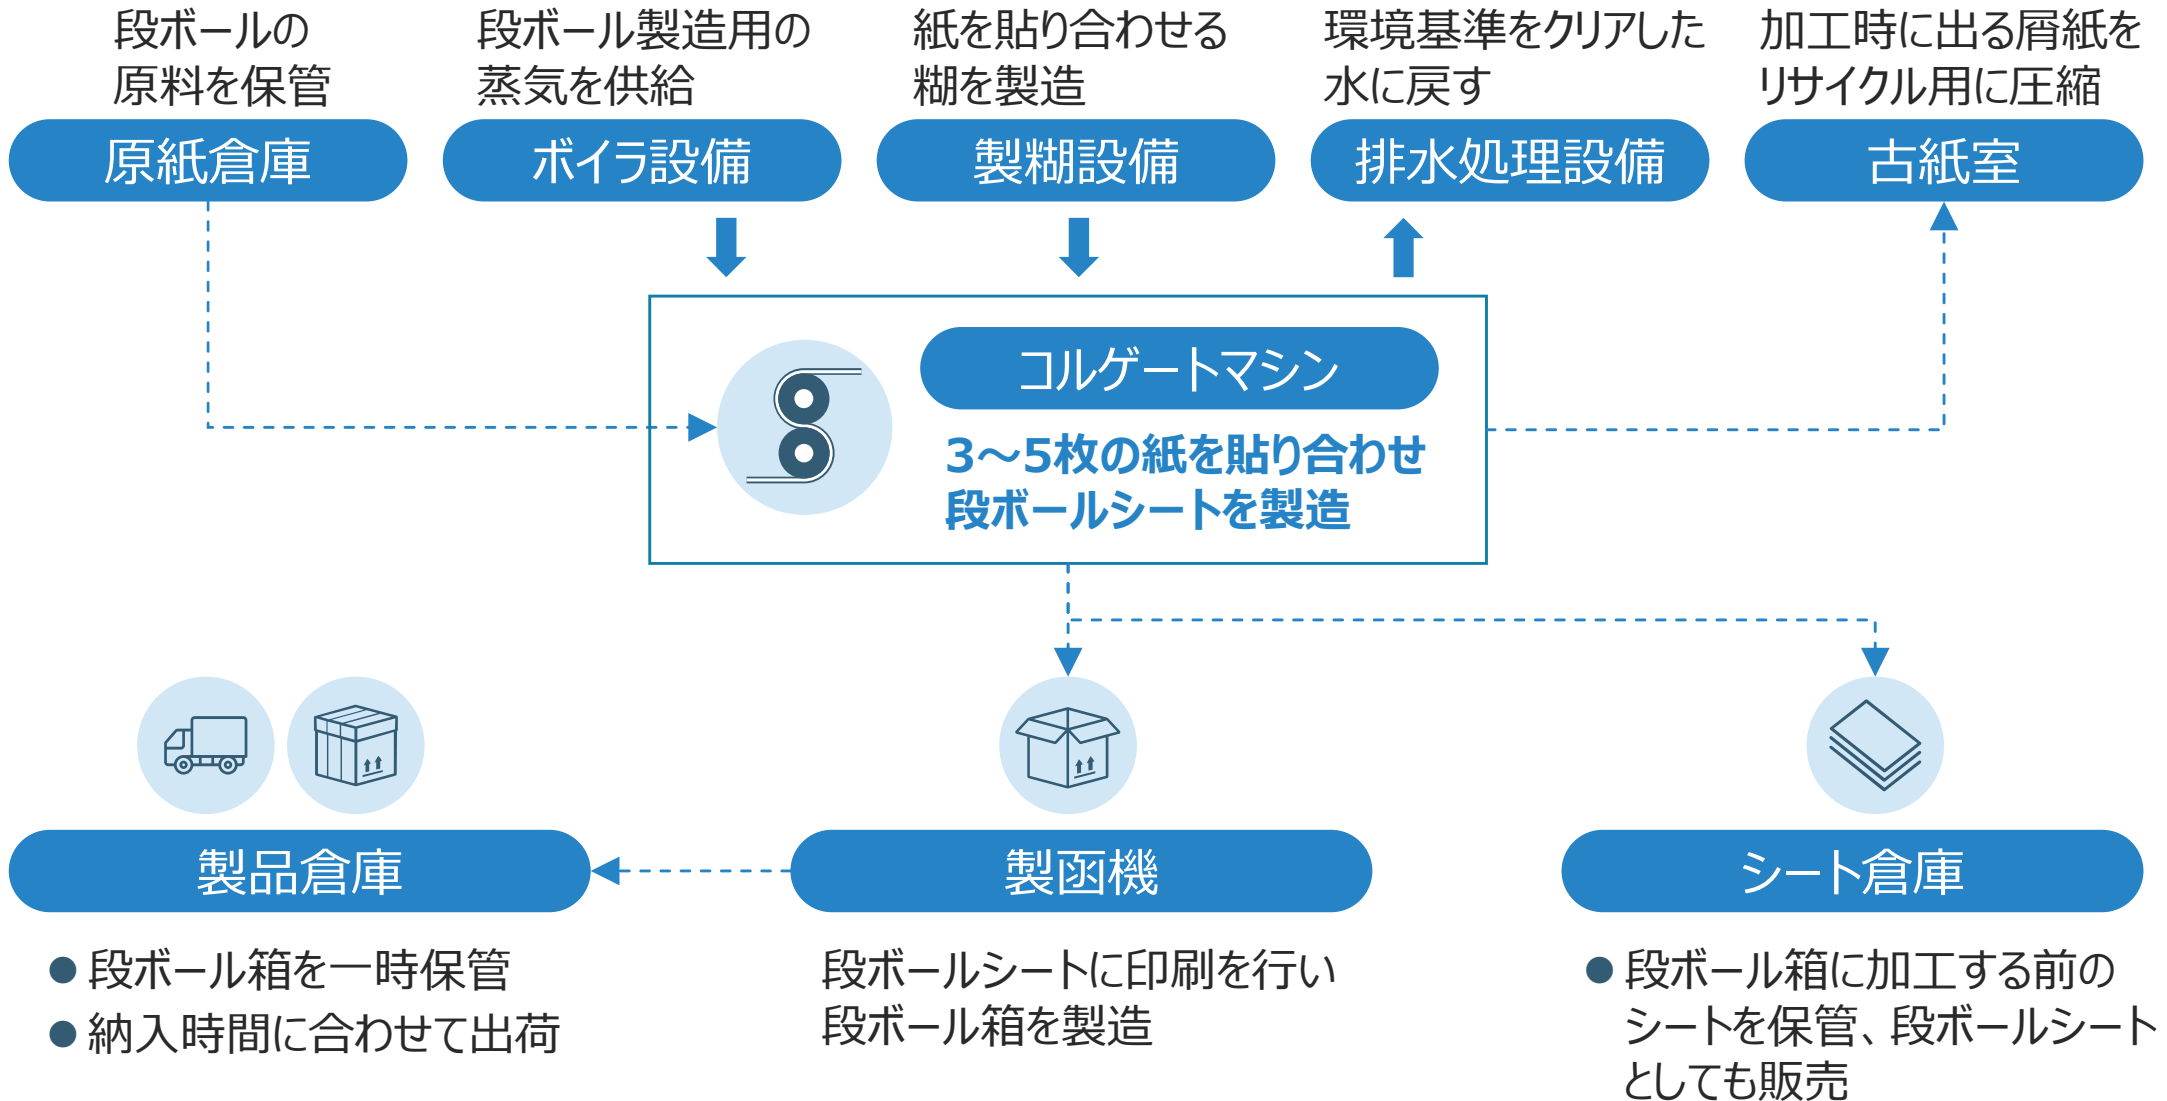 段ボールの
原料を保管
原紙倉庫
段ボール製造用の
蒸気を供給
ボイラ設備
紙を貼り合わせる
糊を製造
製糊設備
環境基準をクリアした
水に戻す
排水処理設備
加工時に出る屑紙を
リサイクル用に圧縮
古紙室
コルゲートマシン
3～5枚の紙を貼り合わせ
段ボールシートを製造
製品倉庫
● 段ボール箱を一時保管
● 納入時間に合わせて出荷
製函機
段ボールシートに印刷を行い
段ボール箱を製造
シート倉庫
● 段ボール箱に加工する前の
シートを保管、段ボールシート
としても販売